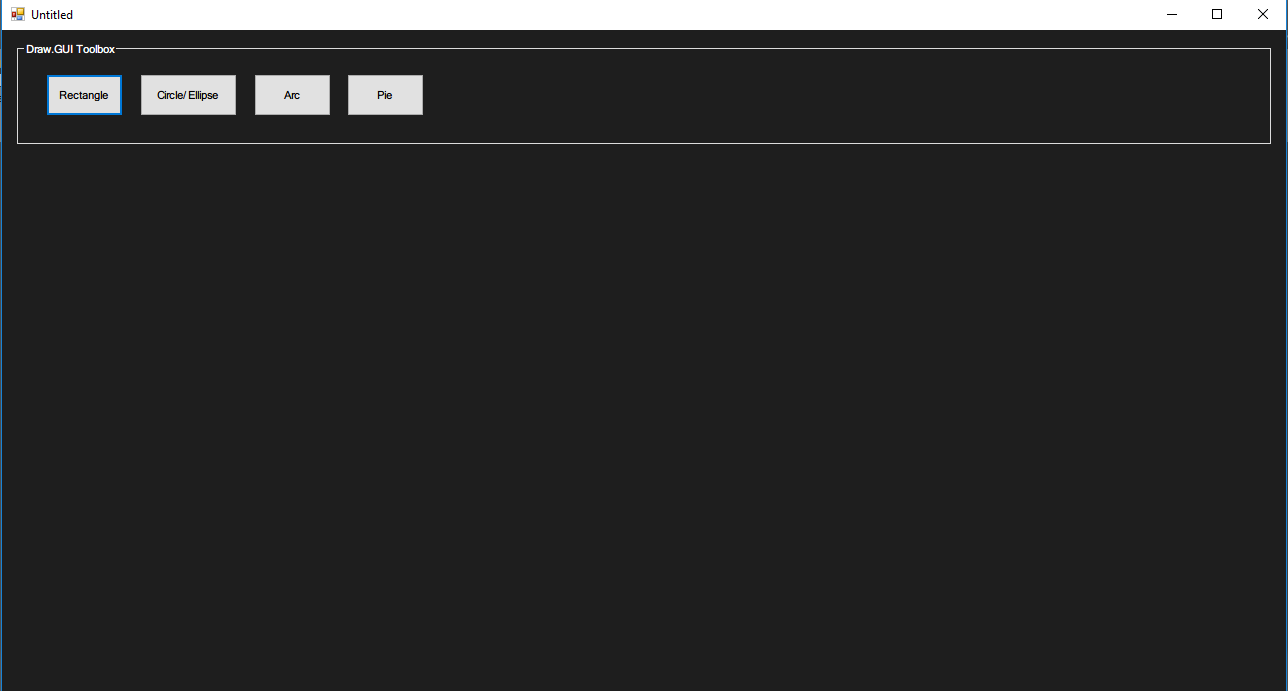 Untitled
Draw.GUI Toolbox
Rectangle
Circle/ Ellipse
Arc
Pie